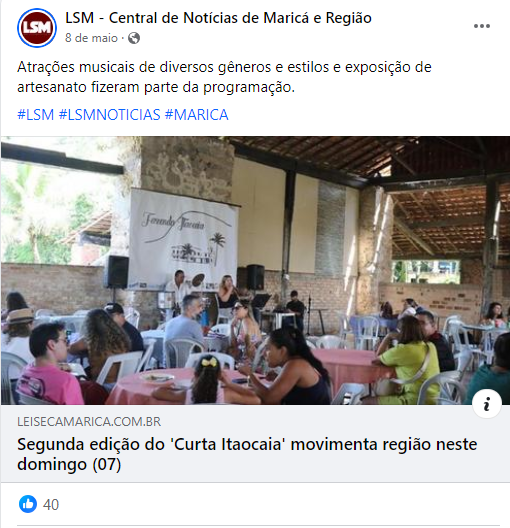 LSM
LSM - Central de Notícias de Maricá e Região
8 de maio ·
Atrações musicais de diversos gêneros e estilos e exposição de
artesanato fizeram parte da programação.
#LSM #LSMNOTICIAS #MARICA
Fazenda Itaocaia
i
LEISECAMARICA.COM.BR
Segunda edição do 'Curta Itaocaia' movimenta região neste
domingo (07)
40